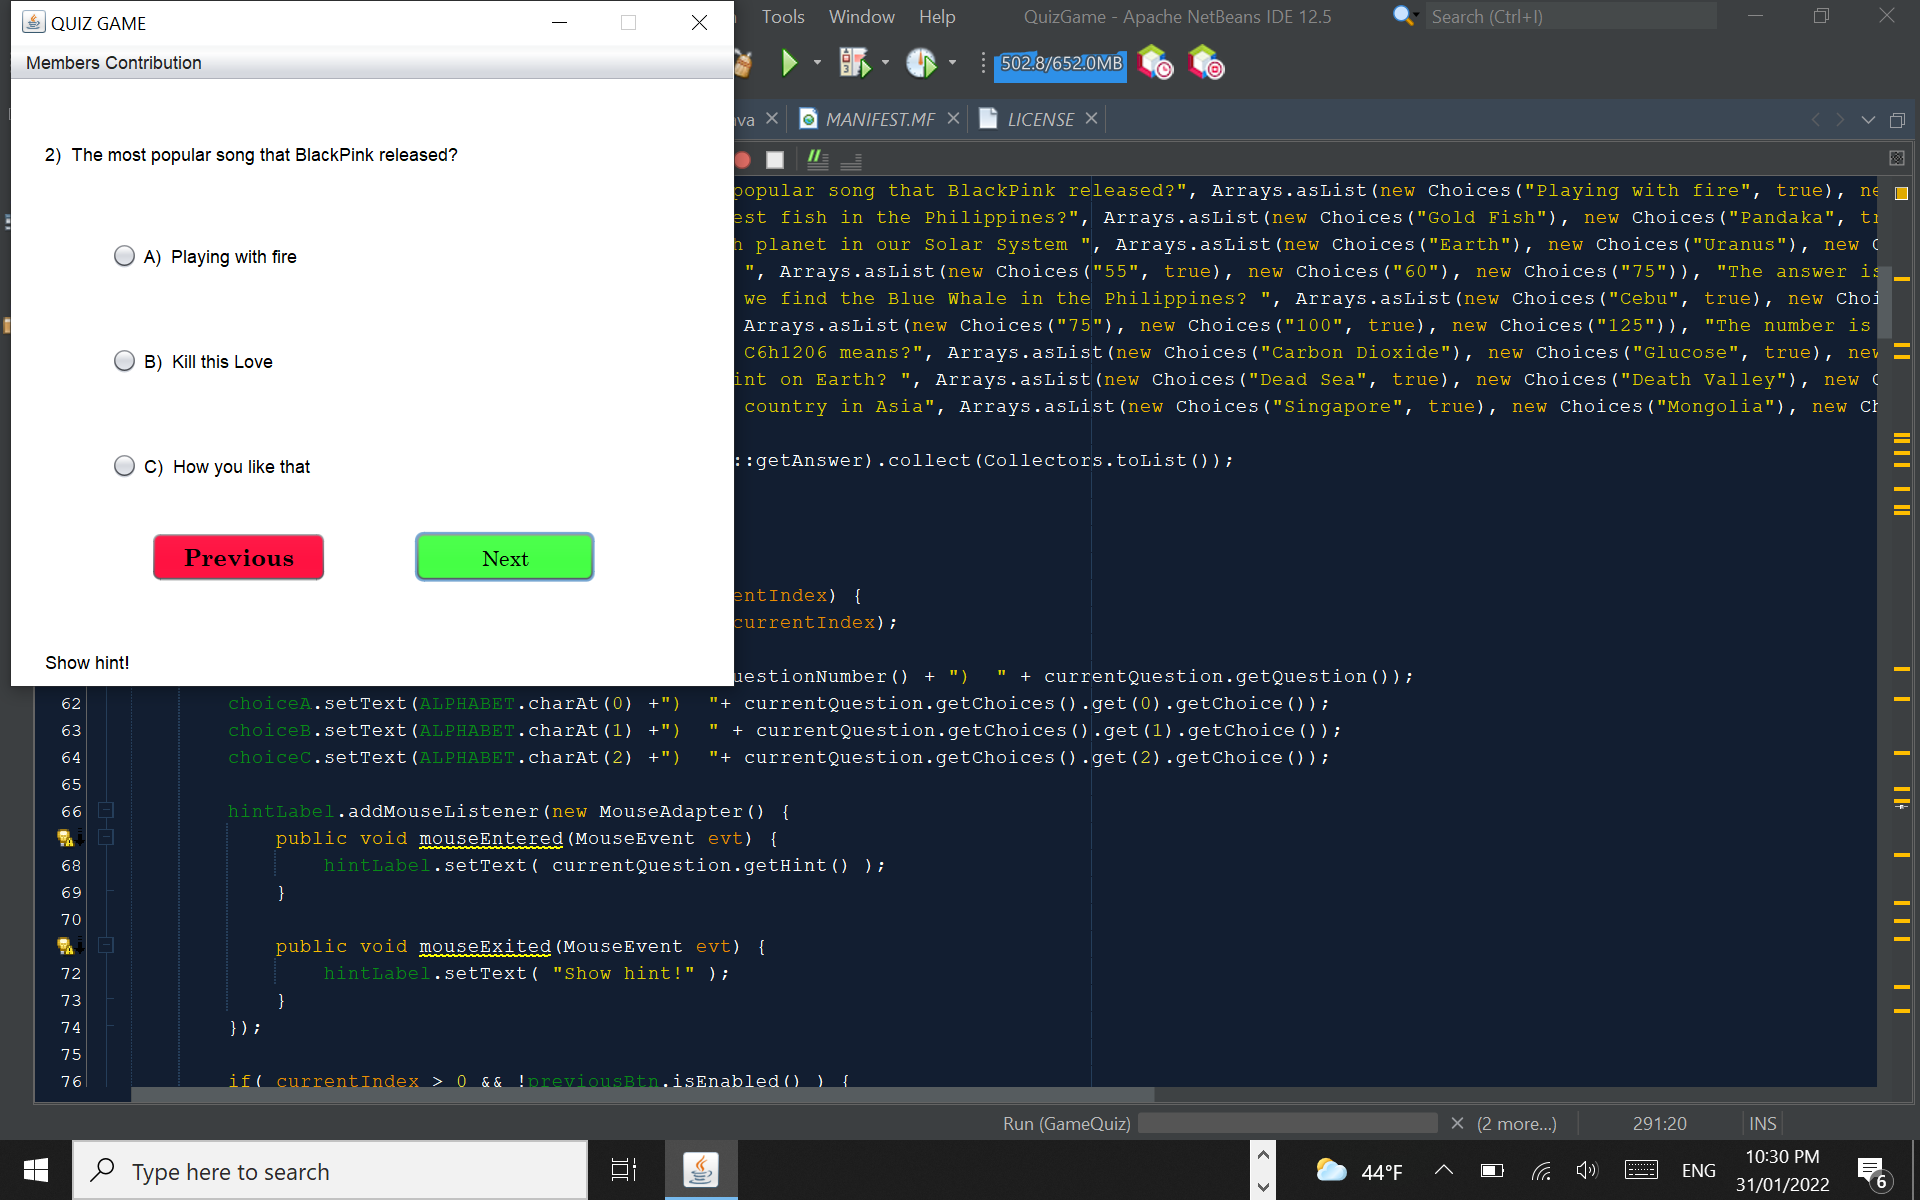 QUIZ GAME
Members Contribution
2)  The most popular song that BlackPink released?
A)  Playing with fire
B)  Kill this Love
C)  How you like that
Previous
Next
Show hint!
Tools Window Help
QuizGame - Apache NetBeans IDE 12.5
Search (Ctrl+I)
502.8/652.0MB
MANIFEST.MF
LICENSE
popular song that BlackPink released?", Arrays.asList(new Choices("Playing with fire", true), ne
est fish in the Philippines?", Arrays.asList(new Choices("Gold Fish"), new Choices("Pandaka", tr
h planet in our Solar System ", Arrays.asList(new Choices("Earth"), new Choices("Uranus"), new C
", Arrays.asList(new Choices("55", true), new Choices("60"), new Choices("75")), "The answer is
we find the Blue Whale in the Philippines? ", Arrays.asList(new Choices("Cebu", true), new Choi
Arrays.asList(new Choices("75"), new Choices("100", true), new Choices("125")), "The number is
C6h1206 means?", Arrays.asList(new Choices("Carbon Dioxide"), new Choices("Glucose", true), new
int on Earth? ", Arrays.asList(new Choices("Dead Sea", true), new Choices("Death Valley"), new C
country in Asia", Arrays.asList(new Choices("Singapore", true), new Choices("Mongolia"), new Ch
::getAnswer).collect(Collectors.toList());
entIndex) {
currentIndex);
uestionNumber() + ")  " + currentQuestion.getQuestion());
62 choiceA.setText(ALPHABET.charAt(0) +")  "+ currentQuestion.getChoices().get(0).getChoice());
63 choiceB.setText(ALPHABET.charAt(1) +")  " + currentQuestion.getChoices().get(1).getChoice());
64 choiceC.setText(ALPHABET.charAt(2) +")  "+ currentQuestion.getChoices().get(2).getChoice());
65
66 hintLabel.addMouseListener(new MouseAdapter() {
public void mouseEntered(MouseEvent evt) {
68 hintLabel.setText( currentQuestion.getHint() );
69 }
70
public void mouseExited(MouseEvent evt) {
72 hintLabel.setText( "Show hint!" );
73 }
74 });
75
76 if( currentIndex > 0 && !previousBtn.isEnabled() ) {
Run (GameQuiz)
(2 more...)
291:20
INS
Type here to search
44°F
ENG
10:30 PM
31/01/2022
6